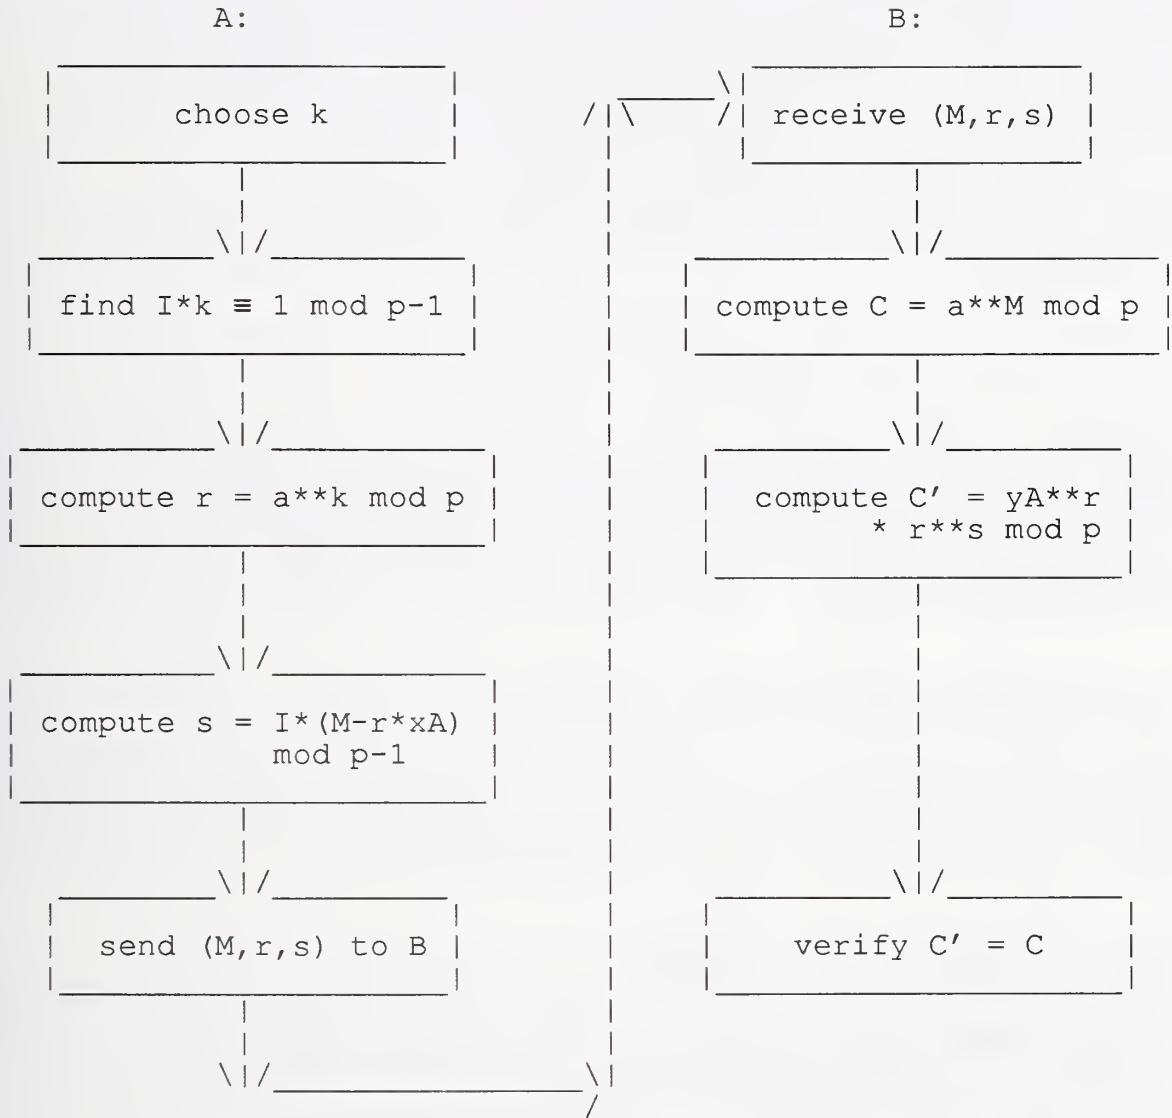 A:
choose k
find I*k ≡ 1 mod p-1
compute r = a**k mod p
compute s = I*(M-r*xA)
mod p-1
send (M,r,s) to B
B:
receive (M,r,s)
compute C = a**M mod p
compute C' = yA**r
* r**s mod p
verify C' = C